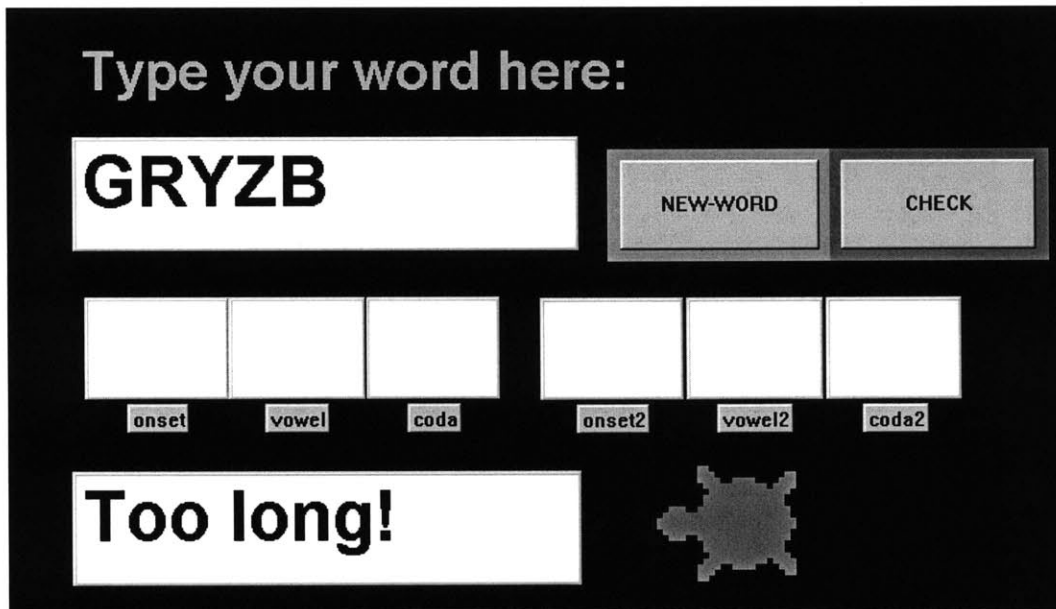 Type your word here:
GRYZB
NEW-WORD CHECK
onset vowel coda onset2 vowel2 coda2
Too long!